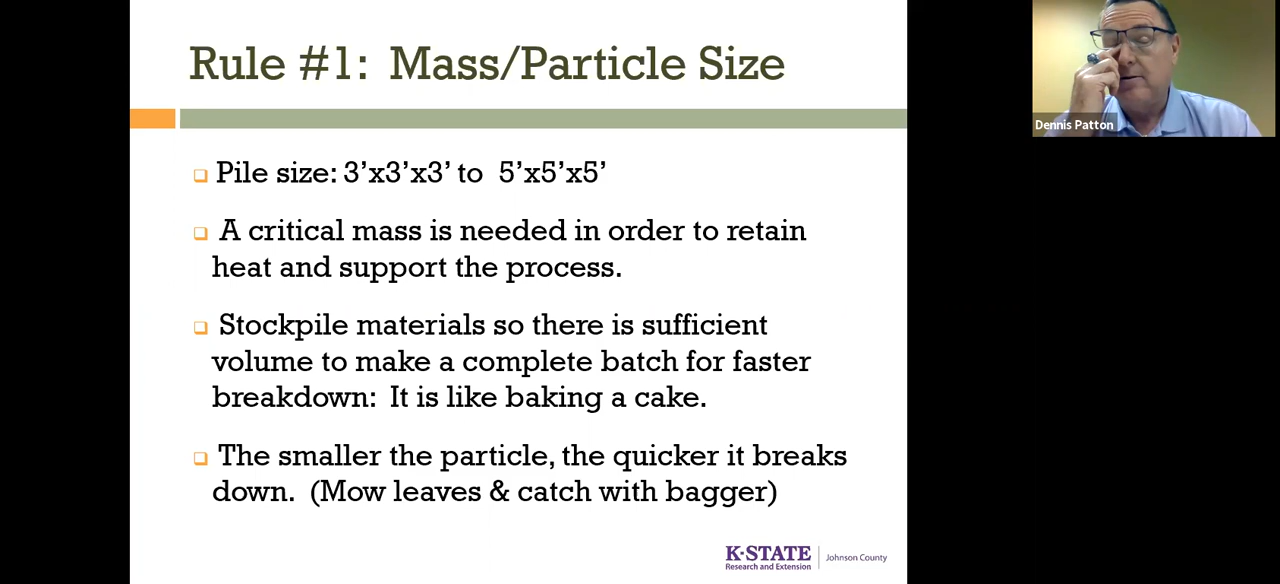 Rule #1:  Mass/Particle Size
Dennis Patton
Pile size: 3’x3’x3’ to  5’x5’x5’
A critical mass is needed in order to retain
heat and support the process.
Stockpile materials so there is sufficient
volume to make a complete batch for faster
breakdown:  It is like baking a cake.
The smaller the particle, the quicker it breaks
down.  (Mow leaves & catch with bagger)
K·STATE
Research and Extension
Johnson County